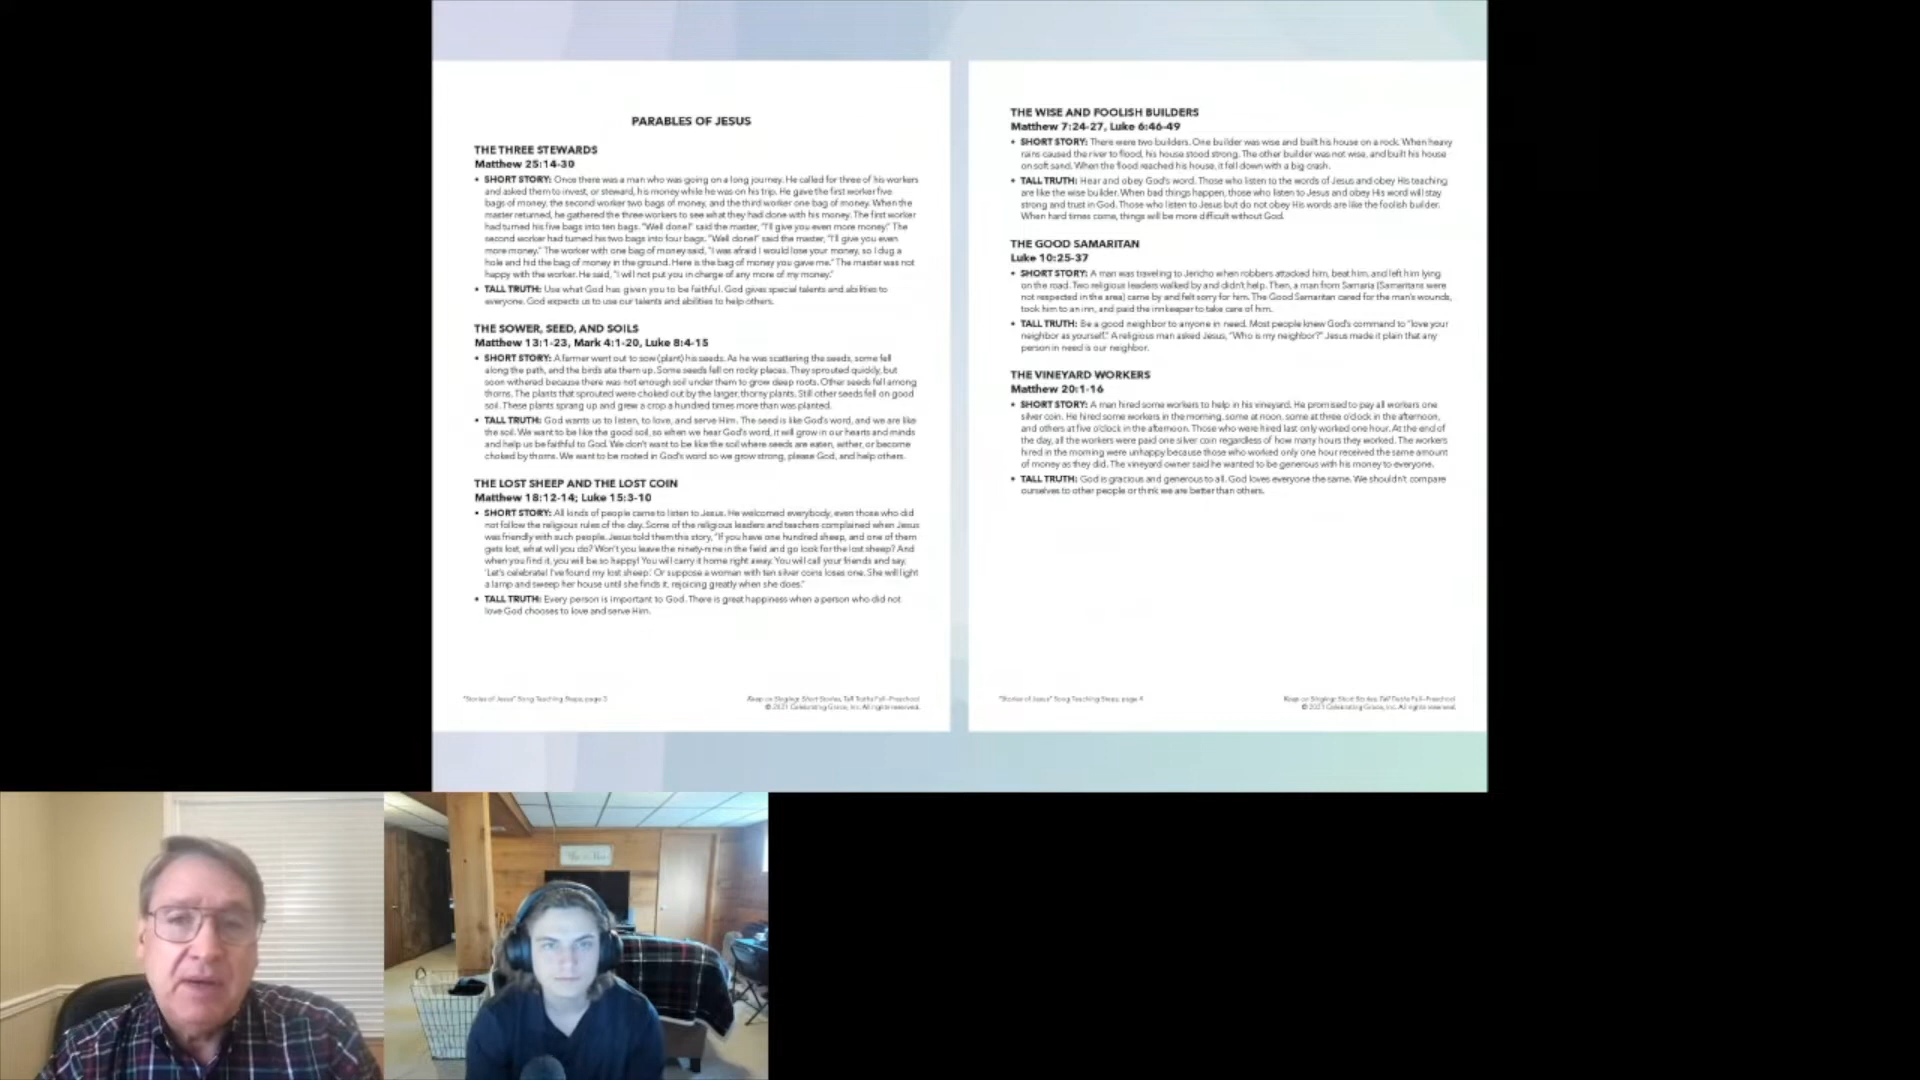 PARABLES OF JESUS
THE THREE STEWARDS
Matthew 25:14-30
• SHORT STORY: Once there was a man who was going on a long journey. He called for three of his workers
and asked them to invest, or steward, his money while he was on his trip. He gave the first worker five
bags of money, the second worker two bags of money, and the third worker one bag of money. When the
master returned, he gathered the three workers to see what they had done with his money. The first worker
had turned his five bags into ten bags. "Well done!" said the master, "I'll give you even more money." The
second worker had turned his two bags into four bags. "Well done!" said the master, "I'll give you even
more money." The worker with one bag of money said, "I was afraid I would lose your money, so I dug a
hole and hid the bag of money in the ground. Here is the bag of money you gave me." The master was not
happy with the worker. He said, "I will not put you in charge of any more of my money."
• TALL TRUTH: Use what God has given you to be faithful. God gives special talents and abilities to
everyone. God expects us to use our talents and abilities to help others.
THE SOWER, SEED, AND SOILS
Matthew 13:1-23, Mark 4:1-20, Luke 8:4-15
• SHORT STORY: A farmer went out to sow (plant) his seeds. As he was scattering the seeds, some fell
along the path, and the birds ate them up. Some seeds fell on rocky places. They sprouted quickly, but
soon withered because there was not enough soil under them to grow deep roots. Other seeds fell among
thorns. The plants that sprouted were choked out by the larger, thorny plants. Still other seeds fell on good
soil. These plants sprang up and grew a crop a hundred times more than was planted.
• TALL TRUTH: God wants us to listen, to love, and serve Him. The seed is like God's word, and we are like
the soil. We want to be like the good soil, so when we hear God's word, it will grow in our hearts and minds
and help us be faithful to God. We don't want to be like the soil where seeds are eaten, wither, or become
choked by thorns. We want to be rooted in God's word so we grow strong, please God, and help others.
THE LOST SHEEP AND THE LOST COIN
Matthew 18:12-14; Luke 15:3-10
• SHORT STORY: All kinds of people came to listen to Jesus. He welcomed everybody, even those who did
not follow the religious rules of the day. Some of the religious leaders and teachers complained when Jesus
was friendly with such people. Jesus told them this story, "If you have one hundred sheep, and one of them
gets lost, what will you do? Won't you leave the ninety-nine in the field and go look for the lost sheep? And
when you find it, you will be so happy! You will carry it home right away. You will call your friends and say,
'Let's celebrate! I've found my lost sheep.' Or suppose a woman with ten silver coins loses one. She will light
a lamp and sweep her house until she finds it, rejoicing greatly when she does."
• TALL TRUTH: Every person is important to God. There is great happiness when a person who did not
love God chooses to love and serve Him.
"Stories of Jesus" Song Teaching Steps, page 3
Keep on Singing: Short Stories, Tall Truths Fall–Preschool
© 2021 Celebrating Grace, Inc. All rights reserved.
THE WISE AND FOOLISH BUILDERS
Matthew 7:24-27, Luke 6:46-49
• SHORT STORY: There were two builders. One builder was wise and built his house on a rock. When heavy
rains caused the river to flood, his house stood strong. The other builder was not wise, and built his house
on soft sand. When the flood reached his house, it fell down with a big crash.
• TALL TRUTH: Hear and obey God's word. Those who listen to the words of Jesus and obey His teaching
are like the wise builder. When bad things happen, those who listen to Jesus and obey His word will stay
strong and trust in God. Those who listen to Jesus but do not obey His words are like the foolish builder.
When hard times come, things will be more difficult without God.
THE GOOD SAMARITAN
Luke 10:25-37
• SHORT STORY: A man was traveling to Jericho when robbers attacked him, beat him, and left him lying
on the road. Two religious leaders walked by and didn't help. Then, a man from Samaria (Samaritans were
not respected in the area) came by and felt sorry for him. The Good Samaritan cared for the man's wounds,
took him to an inn, and paid the innkeeper to take care of him.
• TALL TRUTH: Be a good neighbor to anyone in need. Most people knew God's command to "love your
neighbor as yourself." A religious man asked Jesus, "Who is my neighbor?" Jesus made it plain that any
person in need is our neighbor.
THE VINEYARD WORKERS
Matthew 20:1-16
• SHORT STORY: A man hired some workers to help in his vineyard. He promised to pay all workers one
silver coin. He hired some workers in the morning, some at noon, some at three o'clock in the afternoon,
and others at five o'clock in the afternoon. Those who were hired last only worked one hour. At the end of
the day, all the workers were paid one silver coin regardless of how many hours they worked. The workers
hired in the morning were unhappy because those who worked only one hour received the same amount
of money as they did. The vineyard owner said he wanted to be generous with his money to everyone.
• TALL TRUTH: God is gracious and generous to all. God loves everyone the same. We shouldn't compare
ourselves to other people or think we are better than others.
"Stories of Jesus" Song Teaching Steps, page 4
Keep on Singing: Short Stories, Tall Truths Fall–Preschool
© 2021 Celebrating Grace, Inc. All rights reserved.